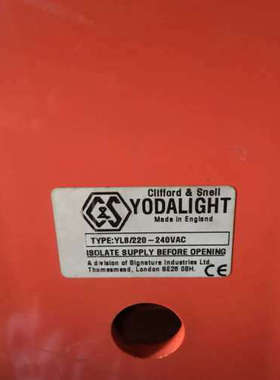 Clifford & Snell
C&S YODALIGHT
Made in England
TYPE:YL8/220-240VAC
ISOLATE SUPPLY BEFORE OPENING
A division of Signature Industries Ltd
Thamesmead, London SE28 0BH.
CE